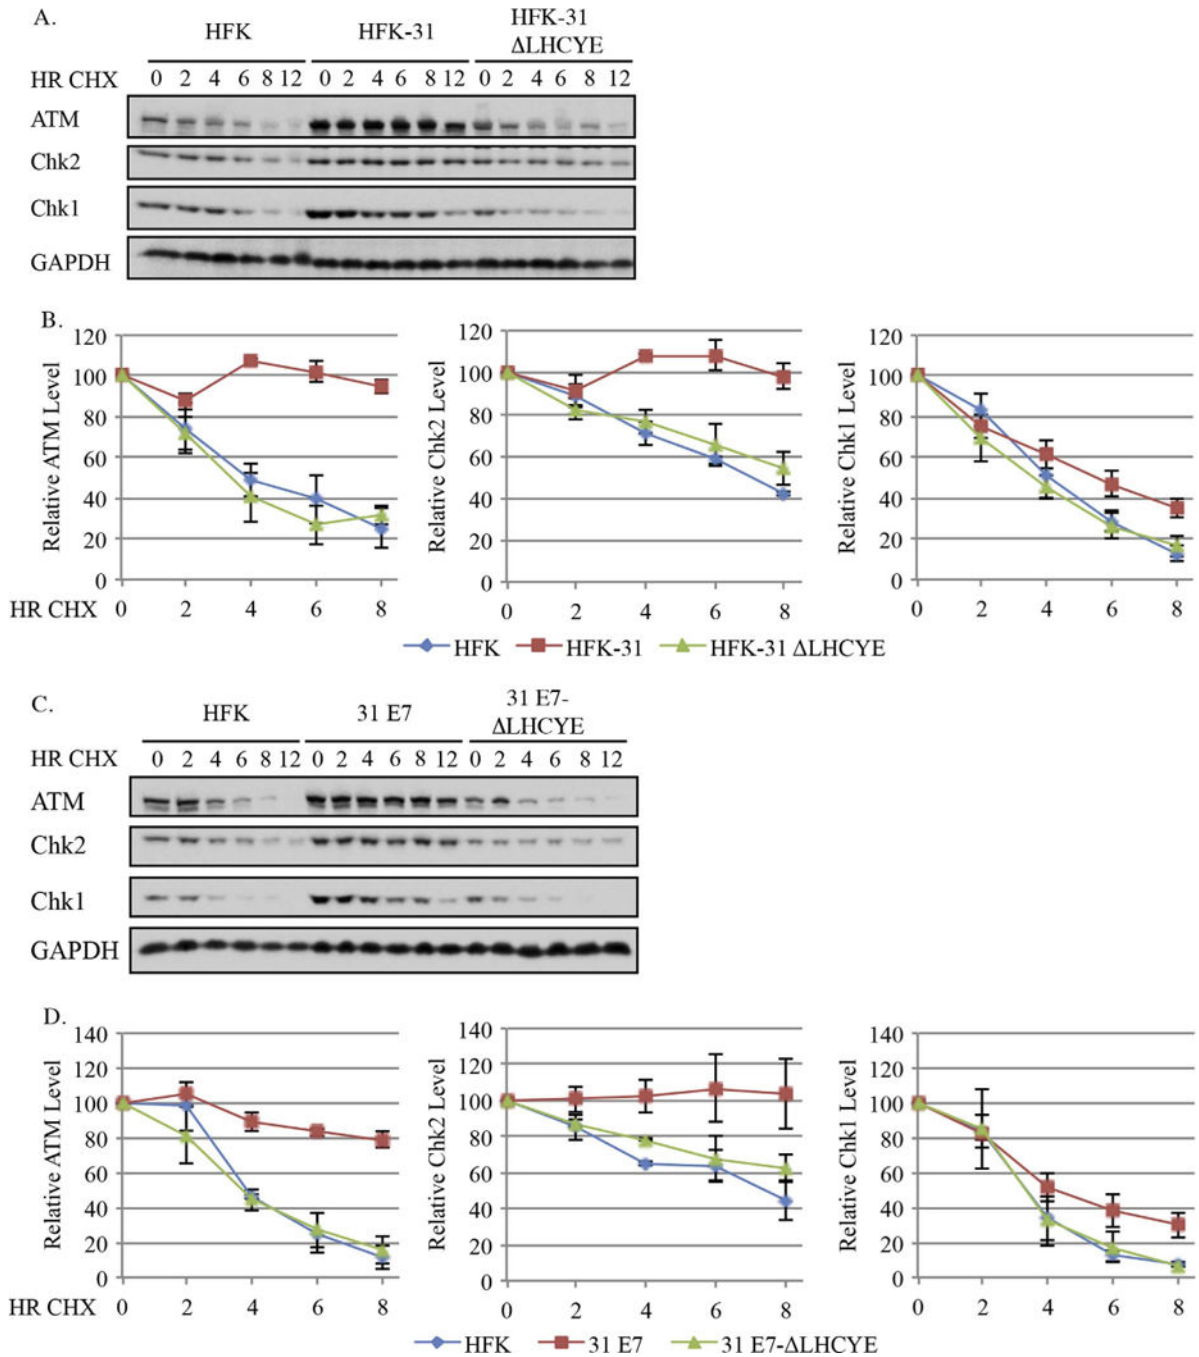 A.
HFK HFK-31 HFK-31 ΔLHCYE
HR CHX 0 2 4 6 8 12 0 2 4 6 8 12 0 2 4 6 8 12
ATM
Chk2
Chk1
GAPDH
B.
Relative ATM Level
120
100
80
60
40
20
0
Relative Chk2 Level
120
100
80
60
40
20
0
Relative Chk1 Level
120
100
80
60
40
20
0
HR CHX 0 2 4 6 8 0 2 4 6 8 0 2 4 6 8
HFK HFK-31 HFK-31 ΔLHCYE
C.
HFK 31 E7 31 E7-ΔLHCYE
HR CHX 0 2 4 6 8 12 0 2 4 6 8 12 0 2 4 6 8 12
ATM
Chk2
Chk1
GAPDH
D.
Relative ATM Level
140
120
100
80
60
40
20
0
Relative Chk2 Level
140
120
100
80
60
40
20
0
Relative Chk1 Level
140
120
100
80
60
40
20
0
HR CHX 0 2 4 6 8 0 2 4 6 8 0 2 4 6 8
HFK 31 E7 31 E7-ΔLHCYE